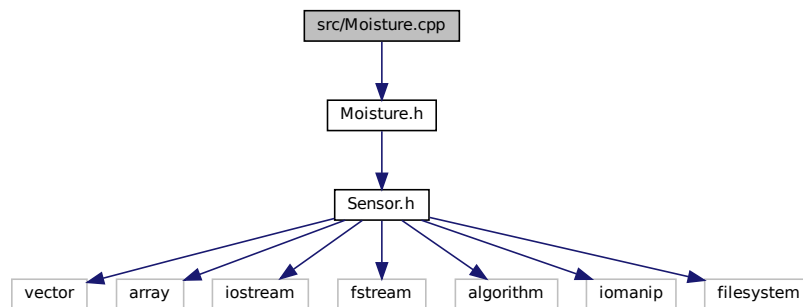 src/Moisture.cpp
Moisture.h
Sensor.h
vector
array
iostream
fstream
algorithm
iomanip
filesystem